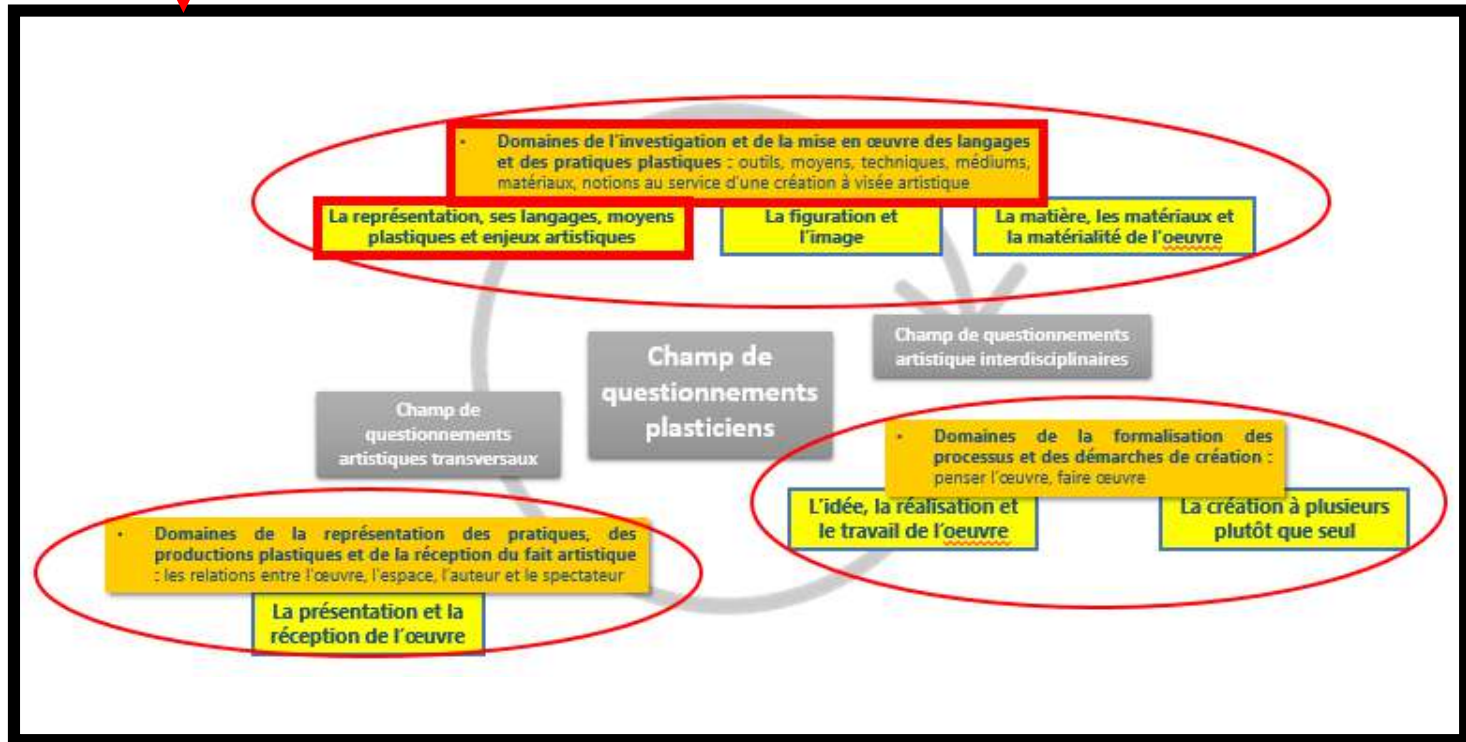 • Domaines de l'investigation et de la mise en œuvre des langages
et des pratiques plastiques : outils, moyens, techniques, médiums,
matériaux, notions au service d'une création à visée artistique
La représentation, ses langages, moyens
plastiques et enjeux artistiques
La figuration et
l'image
La matière, les matériaux et
la matérialité de l'oeuvre
Champ de questionnements
artistique interdisciplinaires
Champ de
questionnements
plasticiens
Champ de
questionnements
artistiques transversaux
• Domaines de la formalisation des
processus et des démarches de création :
penser l'œuvre, faire œuvre
L'idée, la réalisation et
le travail de l'oeuvre
La création à plusieurs
plutôt que seul
• Domaines de la représentation des pratiques, des
productions plastiques et de la réception du fait artistique
: les relations entre l'œuvre, l'espace, l'auteur et le spectateur
La présentation et la
réception de l'œuvre